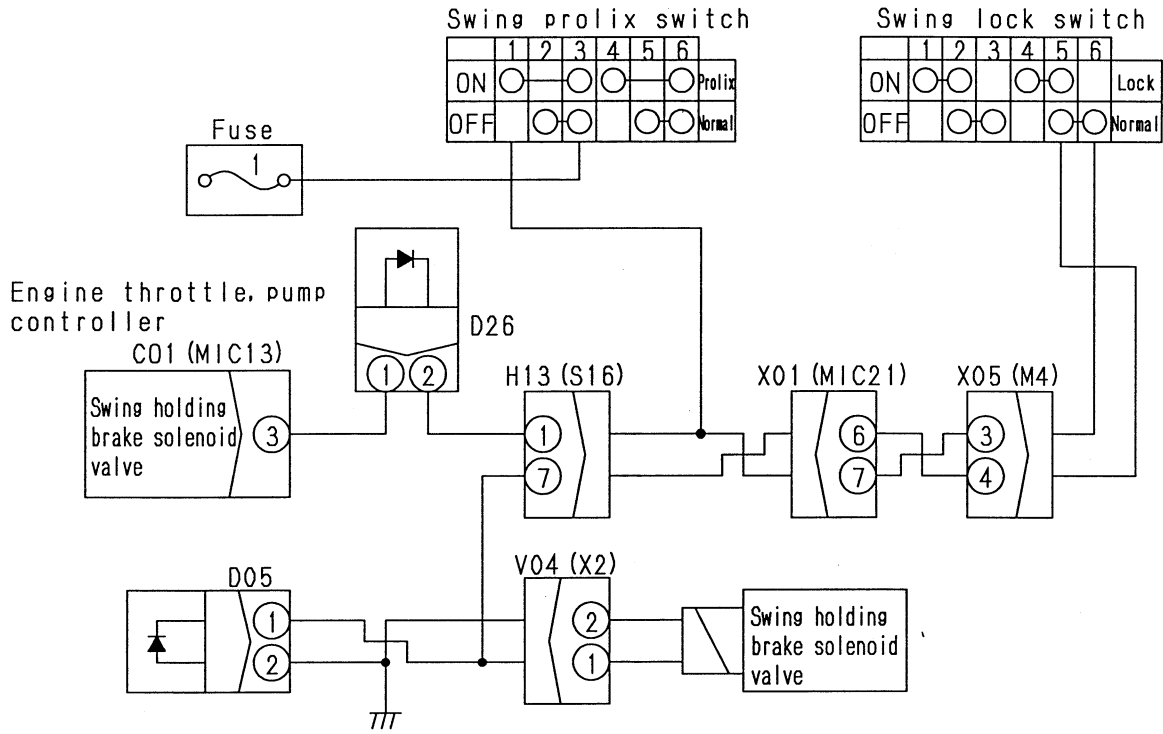 Swing prolix switch
1 2 3 4 5 6
ON Prolix
OFF Normal
Swing lock switch
1 2 3 4 5 6
ON Lock
OFF Normal
Fuse
1
D26
1 2
Engine throttle, pump
controller
C01 (MIC13)
Swing holding
brake solenoid
valve
3
H13 (S16)
1
7
X01 (MIC21)
6
7
X05 (M4)
3
4
D05
1
2
V04 (X2)
2
1
Swing holding
brake solenoid
valve